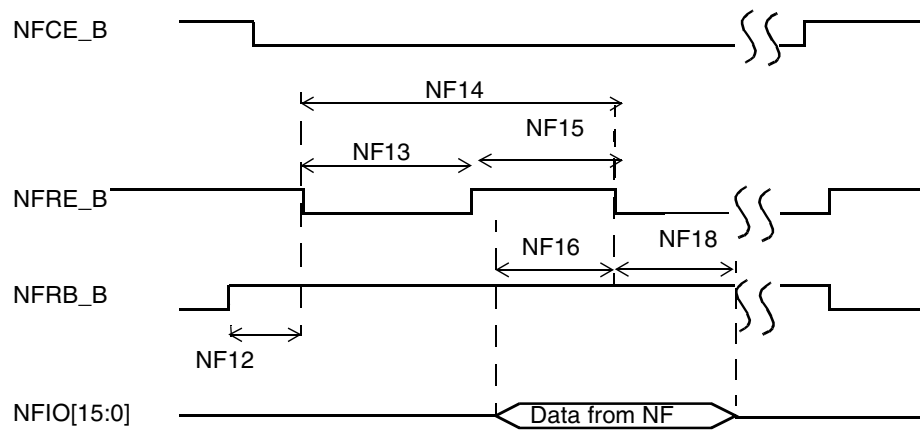 NFCE_B
NF14
NF15
NF13
NFRE_B
NF16
NF18
NFRB_B
NF12
NFIO[15:0]
Data from NF